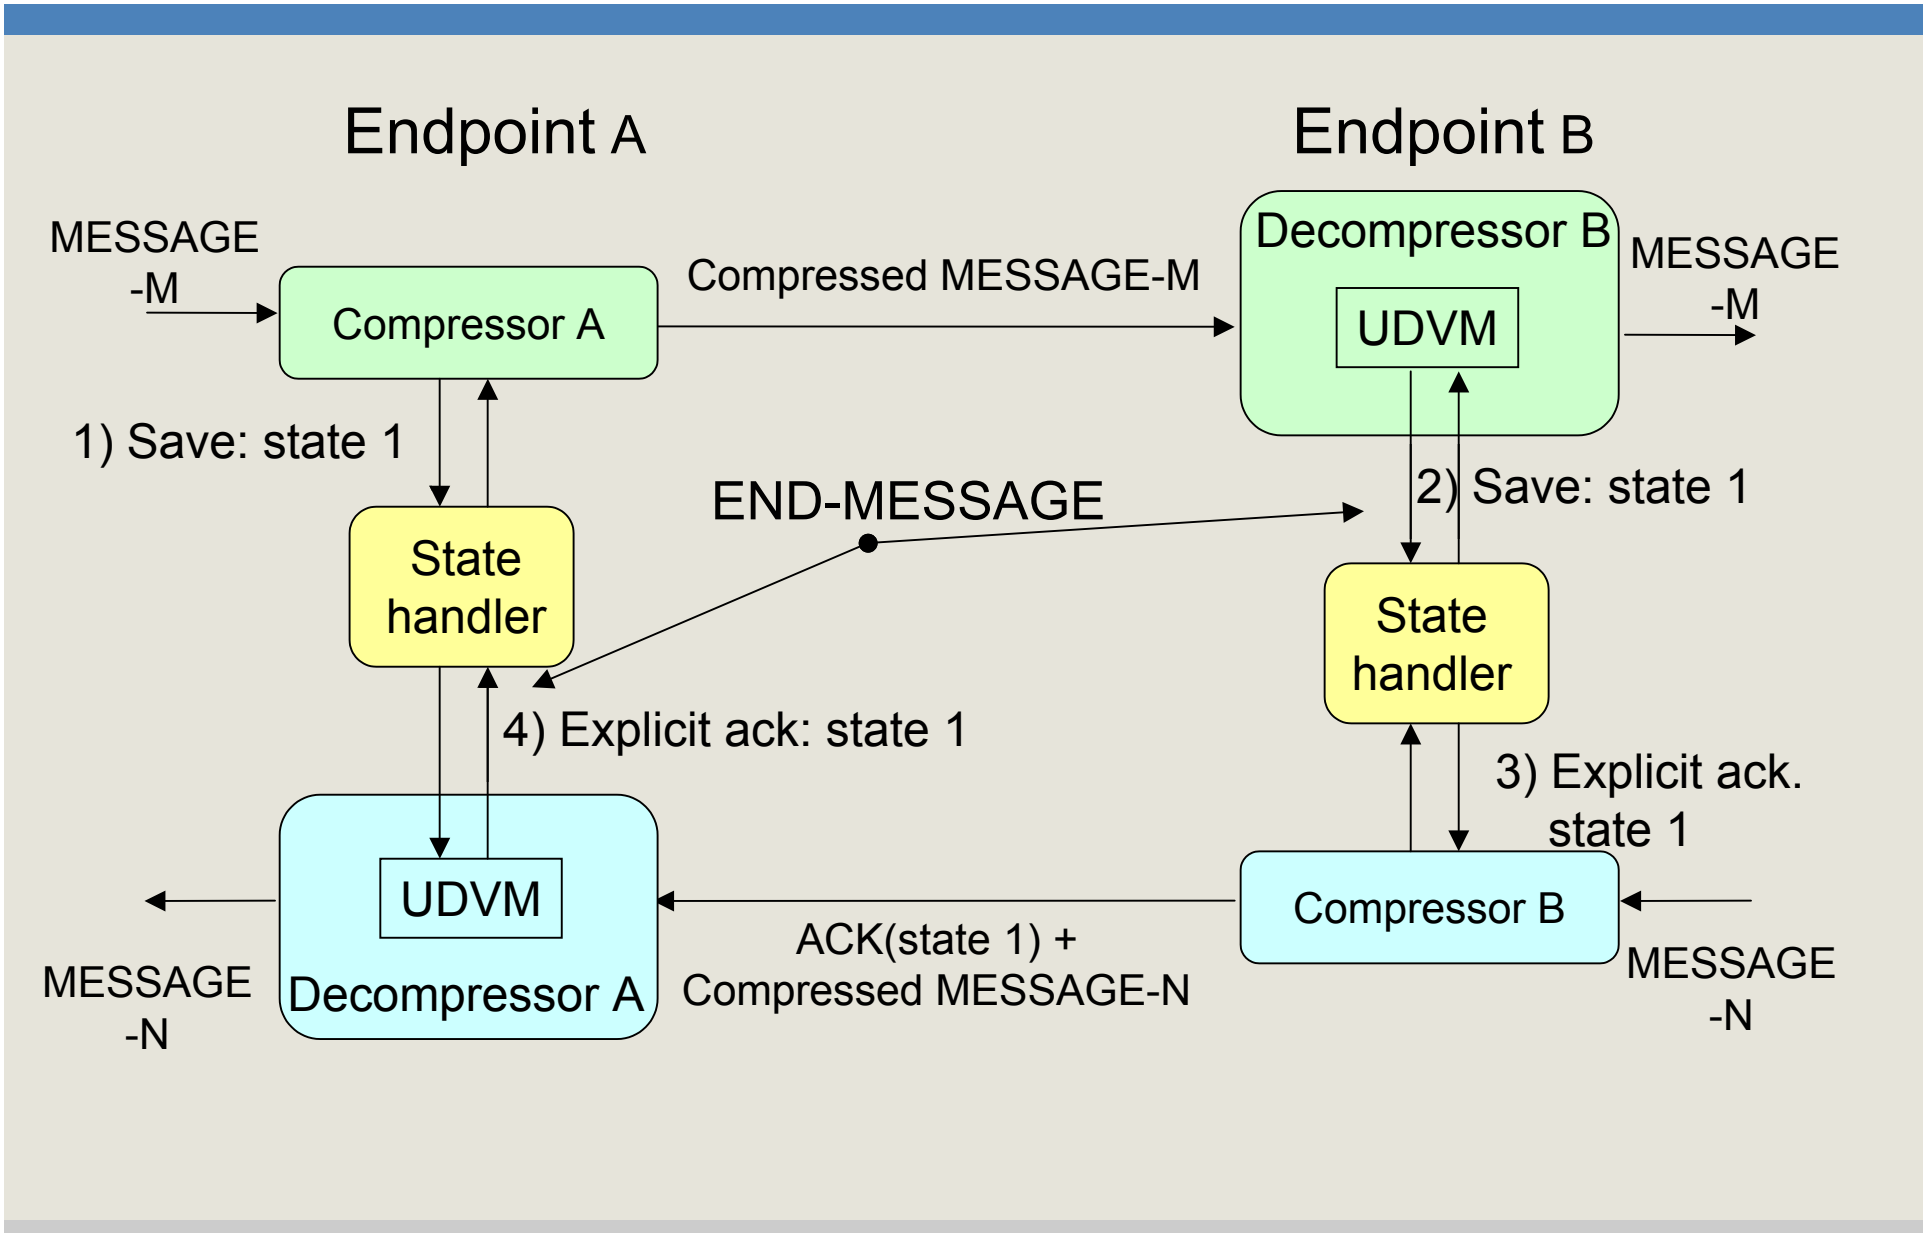 Endpoint A
Endpoint B
MESSAGE
-M
Compressor A
Compressed MESSAGE-M
Decompressor B
UDVM
MESSAGE
-M
1) Save: state 1
END-MESSAGE
2) Save: state 1
State
handler
State
handler
4) Explicit ack: state 1
3) Explicit ack.
state 1
UDVM
Decompressor A
MESSAGE
-N
ACK(state 1) +
Compressed MESSAGE-N
Compressor B
MESSAGE
-N